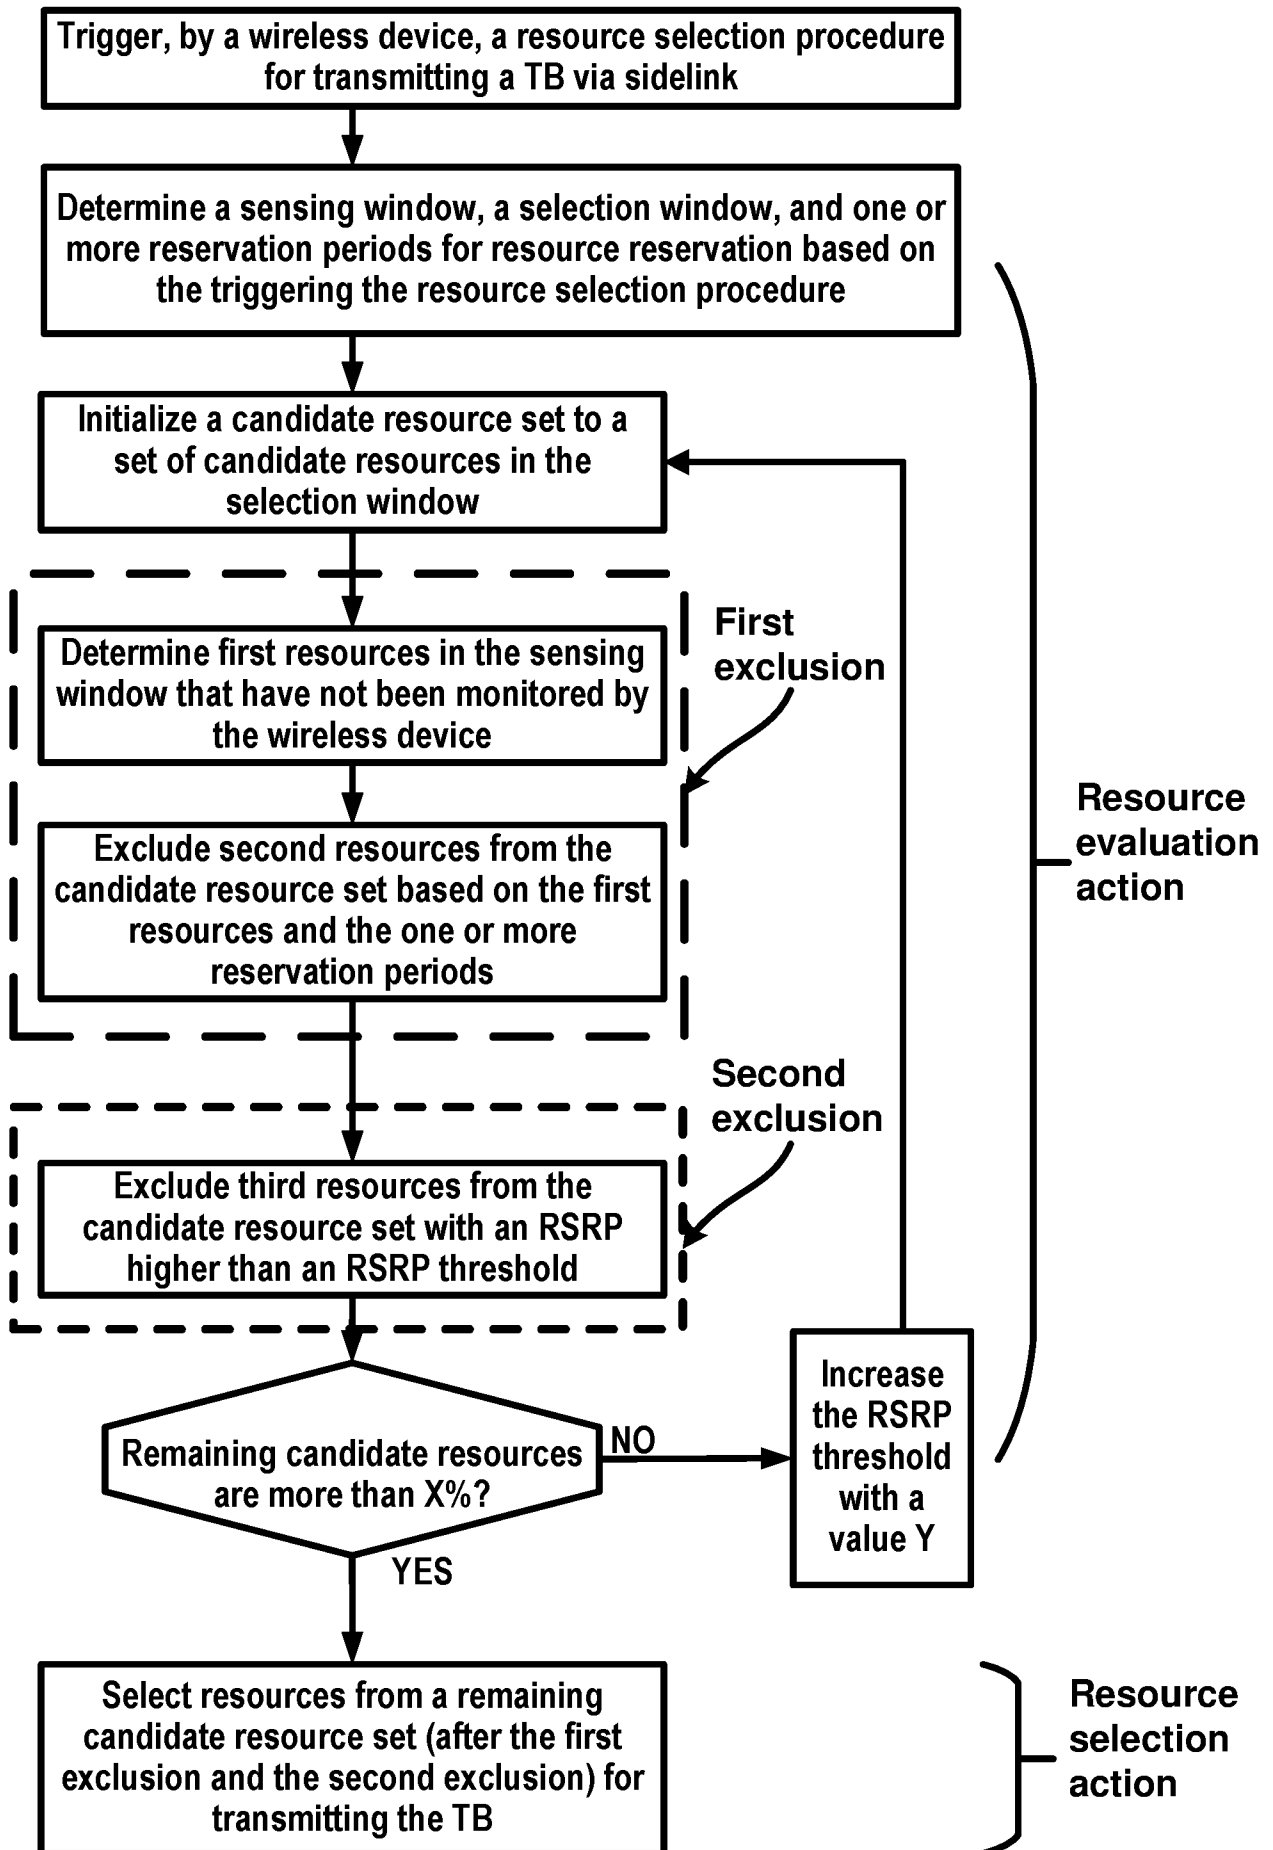 Trigger, by a wireless device, a resource selection procedure
for transmitting a TB via sidelink
Determine a sensing window, a selection window, and one or
more reservation periods for resource reservation based on
the triggering the resource selection procedure
Initialize a candidate resource set to a
set of candidate resources in the
selection window
First
exclusion
Determine first resources in the sensing
window that have not been monitored by
the wireless device
Exclude second resources from the
candidate resource set based on the first
resources and the one or more
reservation periods
Resource
evaluation
action
Second
exclusion
Exclude third resources from the
candidate resource set with an RSRP
higher than an RSRP threshold
Remaining candidate resources
are more than X%?
NO
Increase
the RSRP
threshold
with a
value Y
YES
Select resources from a remaining
candidate resource set (after the first
exclusion and the second exclusion) for
transmitting the TB
Resource
selection
action